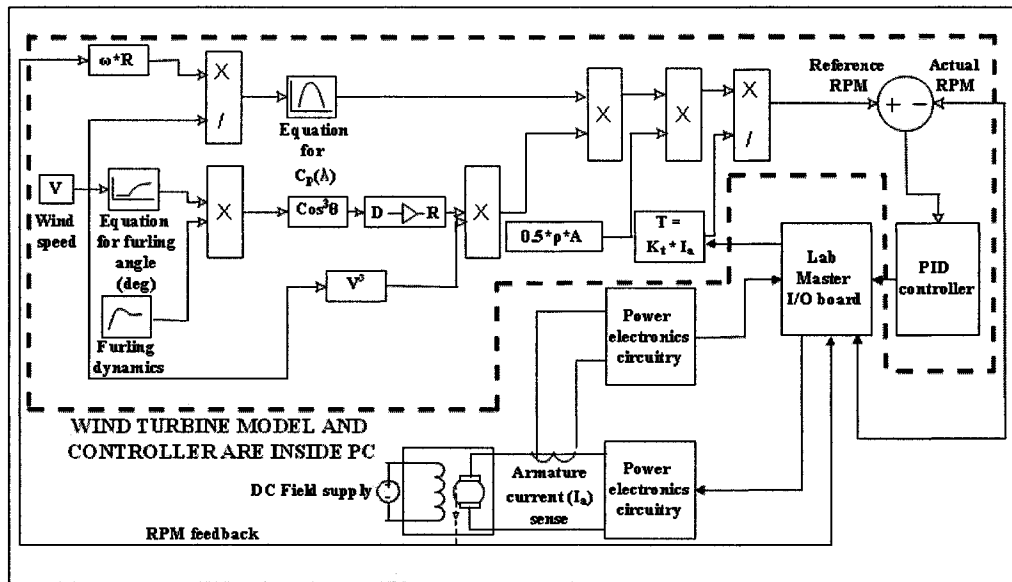 ω*R
X
/
Equation
for
Cp(λ)
X
X
X
/
Reference
RPM
Actual
RPM
+ −
V
Wind
speed
Equation
for furling
angle
(deg)
X
Cos³θ
D
R
X
0.5*ρ*A
T =
Kt * Ia
V³
Furling
dynamics
Lab
Master
I/O board
PID
controller
Power
electronics
circuitry
WIND TURBINE MODEL AND
CONTROLLER ARE INSIDE PC
DC Field supply
+
-
Armature
current (Ia)
sense
Power
electronics
circuitry
RPM feedback